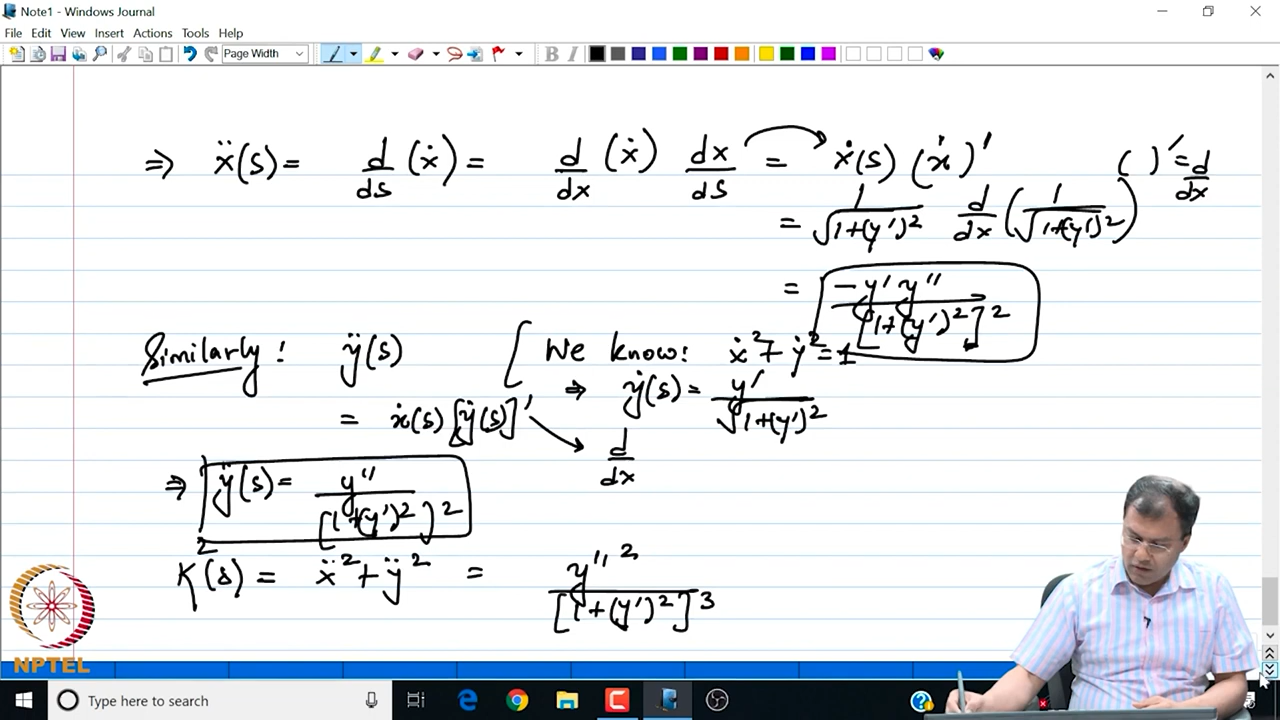 Note1 - Windows Journal
File Edit View Insert Actions Tools Help
Page Width
B I
⇒ ẍ(s) = d/ds (ẋ) = d/dx (ẋ) dx/ds = ẋ(s) (ẋ)′ ( )′ = d/dx
= 1/√1+(y′)² d/dx (1/√1+(y′)²)
= -y′y″/[1+(y′)²]²
Similarly: ÿ(s) [ We know: ẋ²+ẏ²=1
⇒ ẏ(s) = y′/√1+(y′)²
= ẋ(s) [ẏ(s)]′ d/dx
⇒ ÿ(s) = y″/[1+(y′)²]²
K²(s) = ẍ²+ÿ² = y″²/[1+(y′)²]³
NPTEL
Type here to search